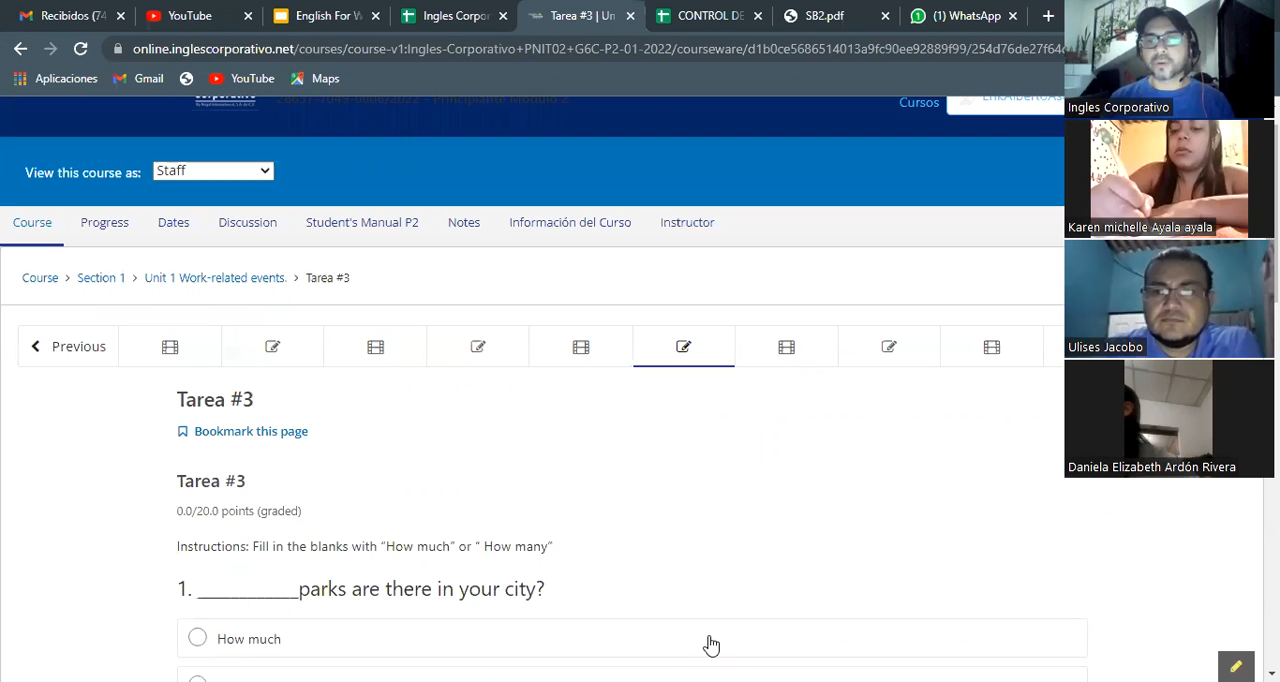 Recibidos (74
YouTube
English For W
Ingles Corpor
Tarea #3 | Un
CONTROL DE
SB2.pdf
(1) WhatsApp
online.inglescorporativo.net/courses/course-v1:Ingles-Corporativo+PNIT02+G6C-P2-01-2022/courseware/d1b0ce5686514013a9fc90ee92889f99/254d76de27f64c
Aplicaciones
Gmail
YouTube
Maps
Cursos
View this course as:
Staff
Course
Progress
Dates
Discussion
Student's Manual P2
Notes
Información del Curso
Instructor
Course > Section 1 > Unit 1 Work-related events. > Tarea #3
Previous
Tarea #3
Bookmark this page
Tarea #3
0.0/20.0 points (graded)
Instructions: Fill in the blanks with “How much” or “ How many”
1. ___________parks are there in your city?
How much
Ingles Corporativo
Karen michelle Ayala ayala
Ulises Jacobo
Daniela Elizabeth Ardón Rivera